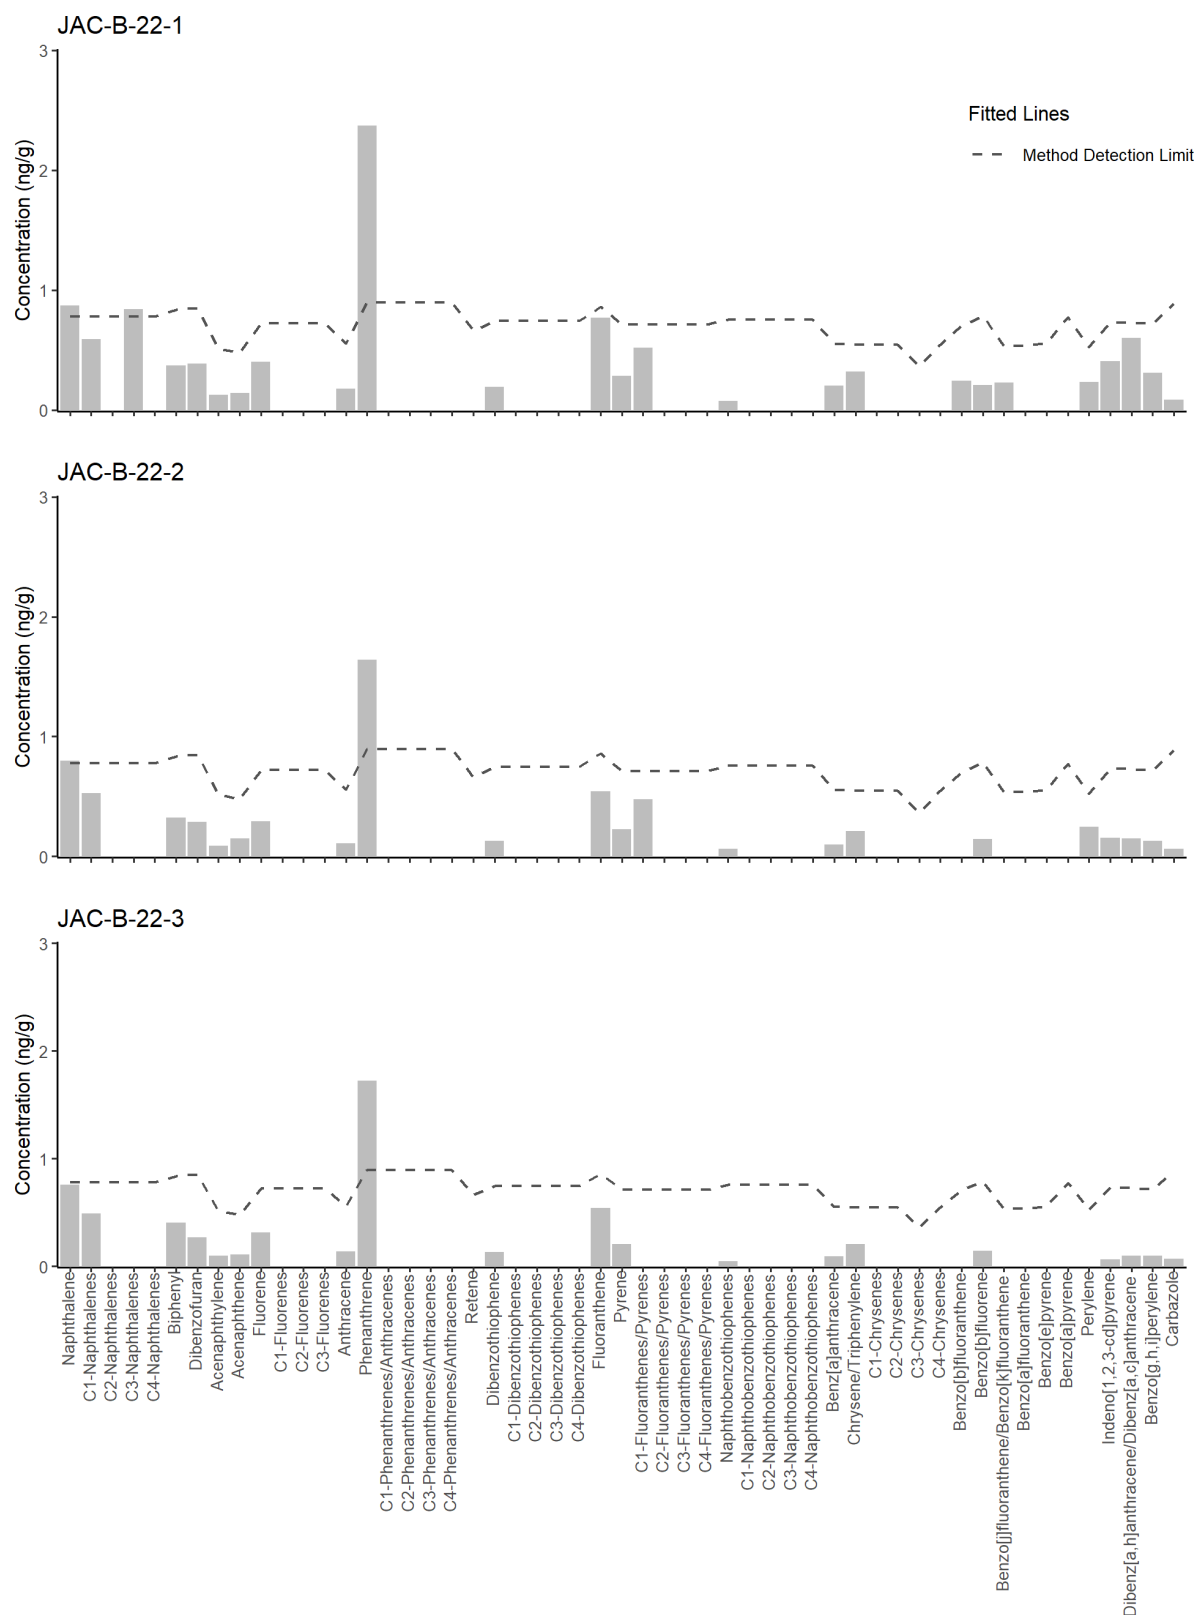 JAC-B-22-1
3
2
1
0
Concentration (ng/g)
Fitted Lines
Method Detection Limit
JAC-B-22-2
3
2
1
0
Concentration (ng/g)
JAC-B-22-3
3
2
1
0
Concentration (ng/g)
Naphthalene
C1-Naphthalenes
C2-Naphthalenes
C3-Naphthalenes
C4-Naphthalenes
Biphenyl
Dibenzofuran
Acenaphthylene
Acenaphthene
Fluorene
C1-Fluorenes
C2-Fluorenes
C3-Fluorenes
Anthracene
Phenanthrene
C1-Phenanthrenes/Anthracenes
C2-Phenanthrenes/Anthracenes
C3-Phenanthrenes/Anthracenes
C4-Phenanthrenes/Anthracenes
Retene
Dibenzothiophene
C1-Dibenzothiophenes
C2-Dibenzothiophenes
C3-Dibenzothiophenes
C4-Dibenzothiophenes
Fluoranthene
Pyrene
C1-Fluoranthenes/Pyrenes
C2-Fluoranthenes/Pyrenes
C3-Fluoranthenes/Pyrenes
C4-Fluoranthenes/Pyrenes
Naphthobenzothiophenes
C1-Naphthobenzothiophenes
C2-Naphthobenzothiophenes
C3-Naphthobenzothiophenes
C4-Naphthobenzothiophenes
Benz[a]anthracene
Chrysene/Triphenylene
C1-Chrysenes
C2-Chrysenes
C3-Chrysenes
C4-Chrysenes
Benzo[b]fluoranthene
Benzo[b]fluorene
Benzo[j]fluoranthene/Benzo[k]fluoranthene
Benzo[a]fluoranthene
Benzo[e]pyrene
Benzo[a]pyrene
Perylene
Indeno[1,2,3-cd]pyrene
Dibenz[a,h]anthracene/Dibenz[a,c]anthracene
Benzo[g,h,i]perylene
Carbazole